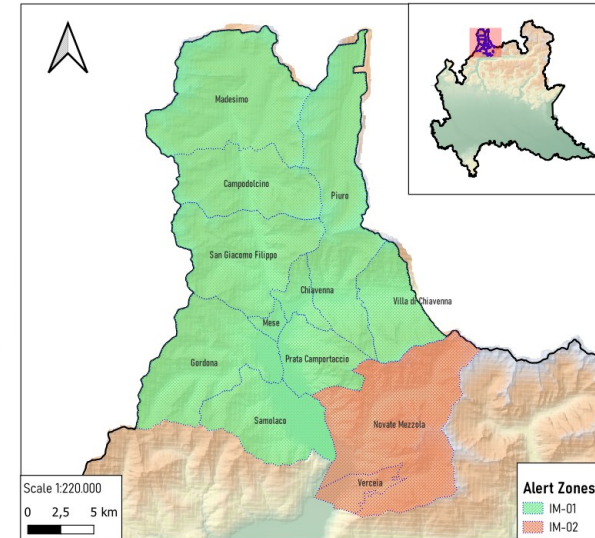 Madesimo
Campodolcino
Piuro
San Giacomo Filippo
Chiavenna
Villa di Chiavenna
Mese
Prata Camportaccio
Gordona
Samolaco
Novate Mezzola
Verceia
Scale 1:220.000
0 2,5 5 km
Alert Zones
IM-01
IM-02